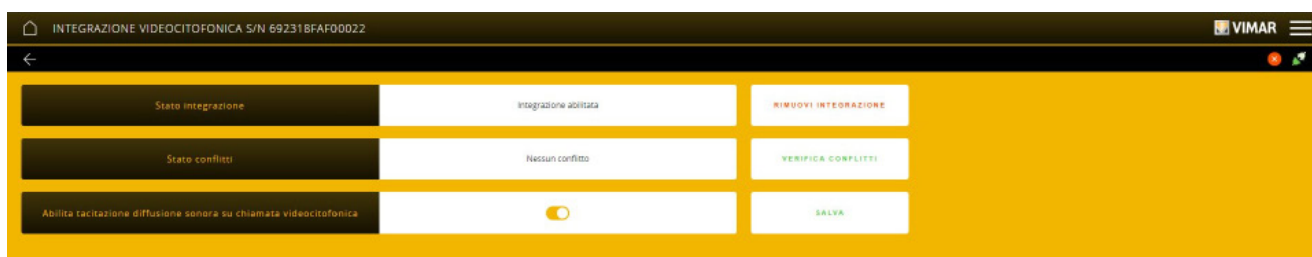 INTEGRAZIONE VIDEOCITOFONICA S/N 692318FAF00022
VIMAR
Stato integrazione
Integrazione abilitata
RIMUOVI INTEGRAZIONE
Stato conflitti
Nessun conflitto
VERIFICA CONFLITTI
Abilita tacitazione diffusione sonora su chiamata videocitofonica
SALVA